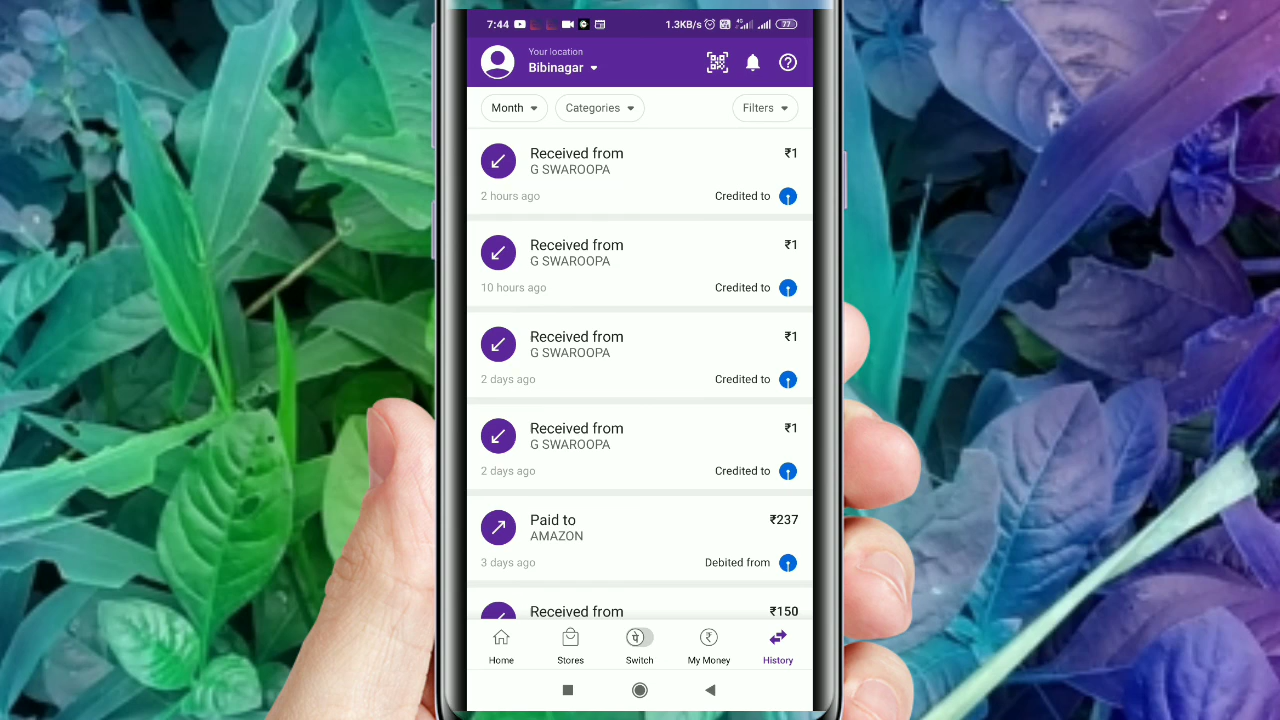 7:44
1.3KB/s
4G
77
Your location
Bibinagar
Month
Categories
Filters
Received from
₹1
G SWAROOPA
2 hours ago
Credited to
Received from
₹1
G SWAROOPA
10 hours ago
Credited to
Received from
₹1
G SWAROOPA
2 days ago
Credited to
Received from
₹1
G SWAROOPA
2 days ago
Credited to
Paid to
₹237
AMAZON
3 days ago
Debited from
Received from
₹150
पे
₹
Home
Stores
Switch
My Money
History